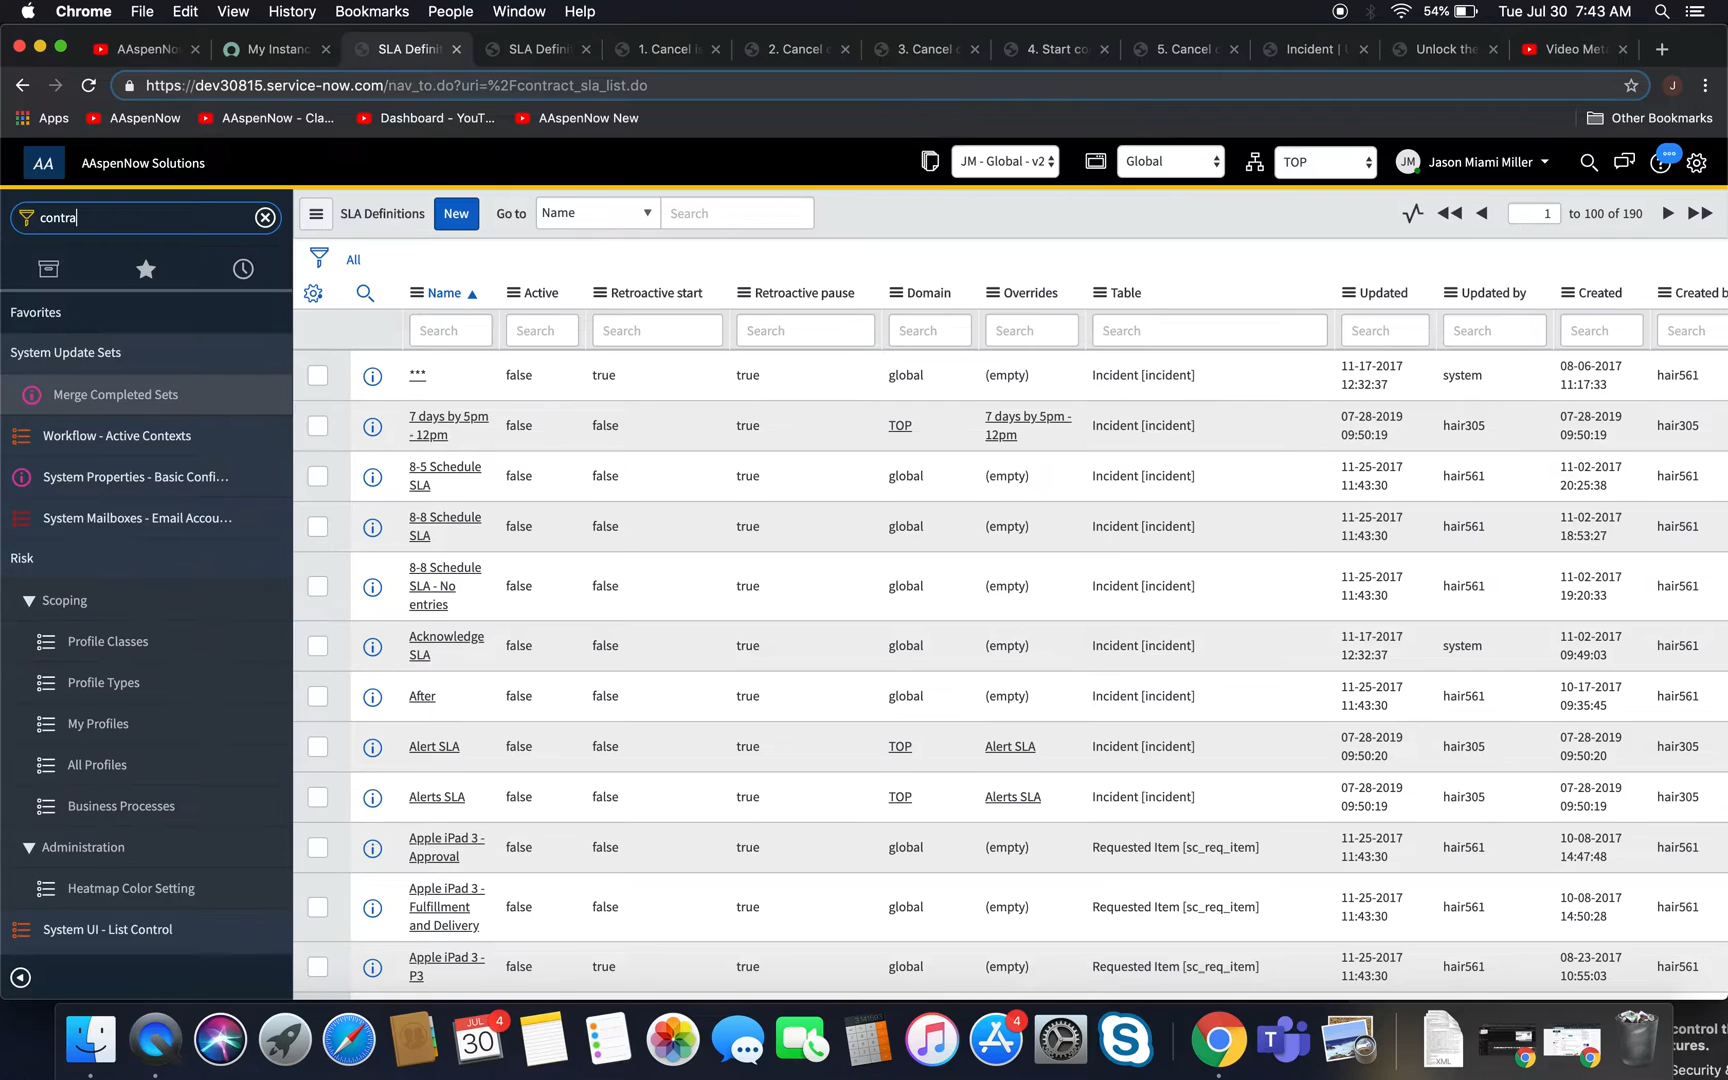 Chrome File Edit View History Bookmarks People Window Help 54% Tue Jul 30 7:43 AM
AAspenNo My Instanc SLA Definit SLA Definit 1. Cancel i 2. Cancel 3. Cancel 4. Start co 5. Cancel Incident | Unlock the Video Met
https://dev30815.service-now.com/nav_to.do?uri=%2Fcontract_sla_list.do J
Apps AAspenNow AAspenNow - Cla... Dashboard - YouT... AAspenNow New Other Bookmarks
AA AAspenNow Solutions JM - Global - v2 Global TOP JM Jason Miami Miller
contra
SLA Definitions New Go to Name Search 1 to 100 of 190
All
Favorites
System Update Sets
Merge Completed Sets
Workflow - Active Contexts
System Properties - Basic Confi...
System Mailboxes - Email Accou...
Risk
Scoping
Profile Classes
Profile Types
My Profiles
All Profiles
Business Processes
Administration
Heatmap Color Setting
System UI - List Control
Name Active Retroactive start Retroactive pause Domain Overrides Table Updated Updated by Created Created b
Search Search Search Search Search Search Search Search Search Search Search
*** false true true global (empty) Incident [incident] 11-17-2017 12:32:37 system 08-06-2017 11:17:33 hair561
7 days by 5pm - 12pm false false true TOP 7 days by 5pm - 12pm Incident [incident] 07-28-2019 09:50:19 hair305 07-28-2019 09:50:19 hair305
8-5 Schedule SLA false false true global (empty) Incident [incident] 11-25-2017 11:43:30 hair561 11-02-2017 20:25:38 hair561
8-8 Schedule SLA false false true global (empty) Incident [incident] 11-25-2017 11:43:30 hair561 11-02-2017 18:53:27 hair561
8-8 Schedule SLA - No entries false false true global (empty) Incident [incident] 11-25-2017 11:43:30 hair561 11-02-2017 19:20:33 hair561
Acknowledge SLA false false true global (empty) Incident [incident] 11-17-2017 12:32:37 system 11-02-2017 09:49:03 hair561
After false false true global (empty) Incident [incident] 11-25-2017 11:43:30 hair561 10-17-2017 09:35:45 hair561
Alert SLA false false true TOP Alert SLA Incident [incident] 07-28-2019 09:50:20 hair305 07-28-2019 09:50:20 hair305
Alerts SLA false false true TOP Alerts SLA Incident [incident] 07-28-2019 09:50:19 hair305 07-28-2019 09:50:19 hair305
Apple iPad 3 - Approval false false true global (empty) Requested Item [sc_req_item] 11-25-2017 11:43:30 hair561 10-08-2017 14:47:48 hair561
Apple iPad 3 - Fulfillment and Delivery false false true global (empty) Requested Item [sc_req_item] 11-25-2017 11:43:30 hair561 10-08-2017 14:50:28 hair561
Apple iPad 3 - P3 false true true global (empty) Requested Item [sc_req_item] 11-25-2017 11:43:30 hair561 08-23-2017 10:55:03 hair561
JUL 30 4 4
XML
control t
tures.
Security &